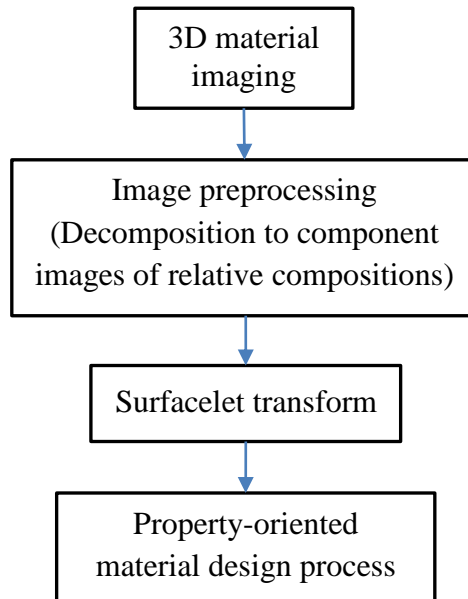 3D material
imaging
Image preprocessing
(Decomposition to component
images of relative compositions)
Surfacelet transform
Property-oriented
material design process